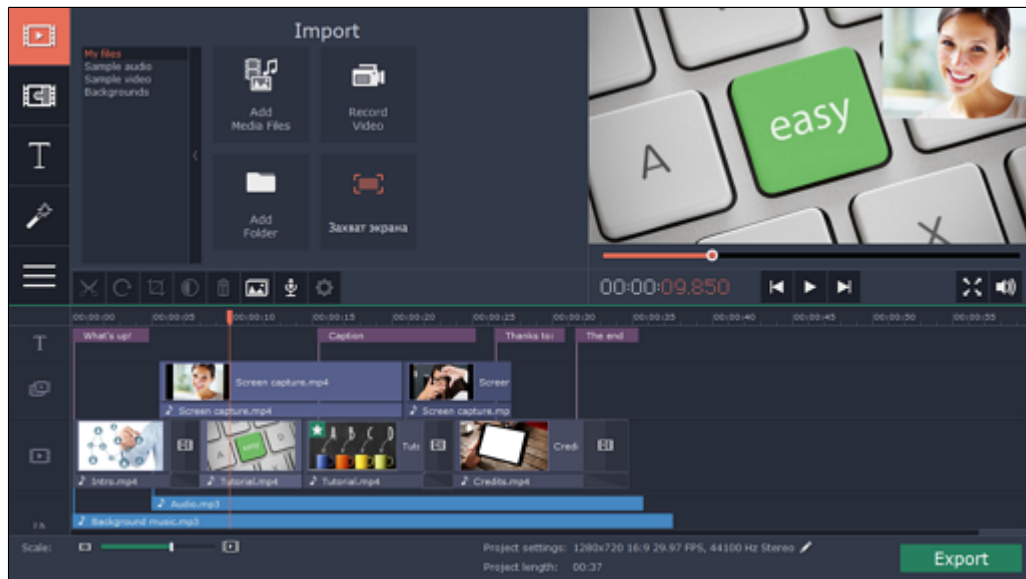 Import
My files
Sample audio
Sample video
Backgrounds
Add
Media Files
Record
Video
Add
Folder
Захват экрана
easy
A
X
T
00:00:09.850
00:00:00
00:00:05
00:00:10
00:00:15
00:00:20
00:00:25
00:00:30
00:00:35
00:00:40
00:00:45
00:00:50
00:00:55
T
What's up!
Caption
Thanks to:
The end
Screen capture.mp4
Screer
Screen capture.mp4
Screen capture.mp
easy
A B C D
Tuto
Credi
Intro.mp4
Tutorial.mp4
Tutorial.mp4
Credits.mp4
Audio.mp3
Background music.mp3
Scale:
Project settings: 1280x720 16:9 29.97 FPS, 44100 Hz Stereo
Project length: 00:37
Export